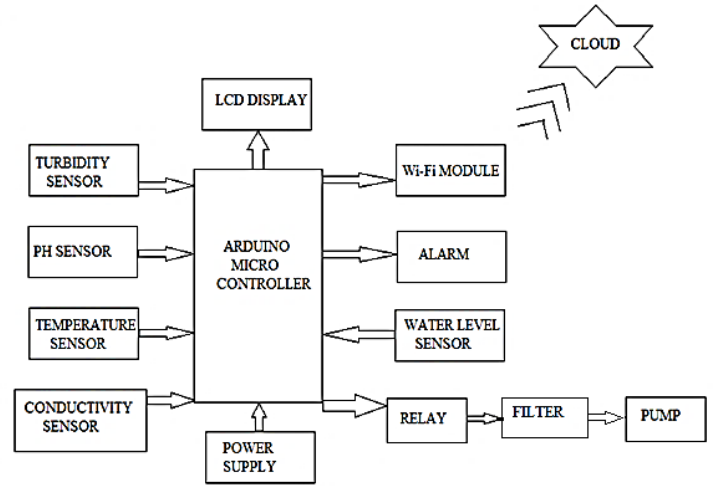 CLOUD
LCD DISPLAY
TURBIDITY
SENSOR
Wi-Fi MODULE
PH SENSOR
ARDUINO
MICRO
CONTROLLER
ALARM
TEMPERATURE
SENSOR
WATER LEVEL
SENSOR
CONDUCTIVITY
SENSOR
POWER
SUPPLY
RELAY
FILTER
PUMP